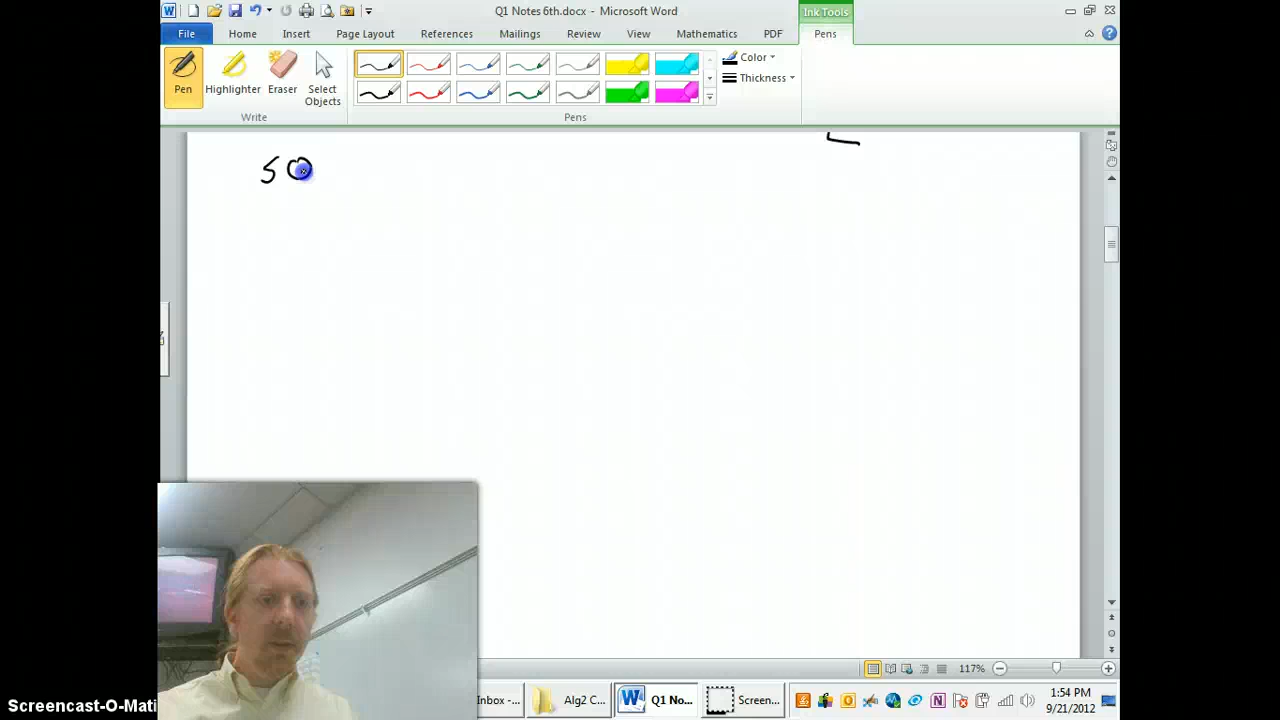 Q1 Notes 6th.docx - Microsoft Word
Ink Tools
File Home Insert Page Layout References Mailings Review View Mathematics PDF Pens
Pen Highlighter Eraser Select Objects
Color
Thickness
Write
Pens
50
117%
Inbox -...
Alg2 C...
Q1 No...
Screen...
1:54 PM
9/21/2012
Screencast-O-Mati